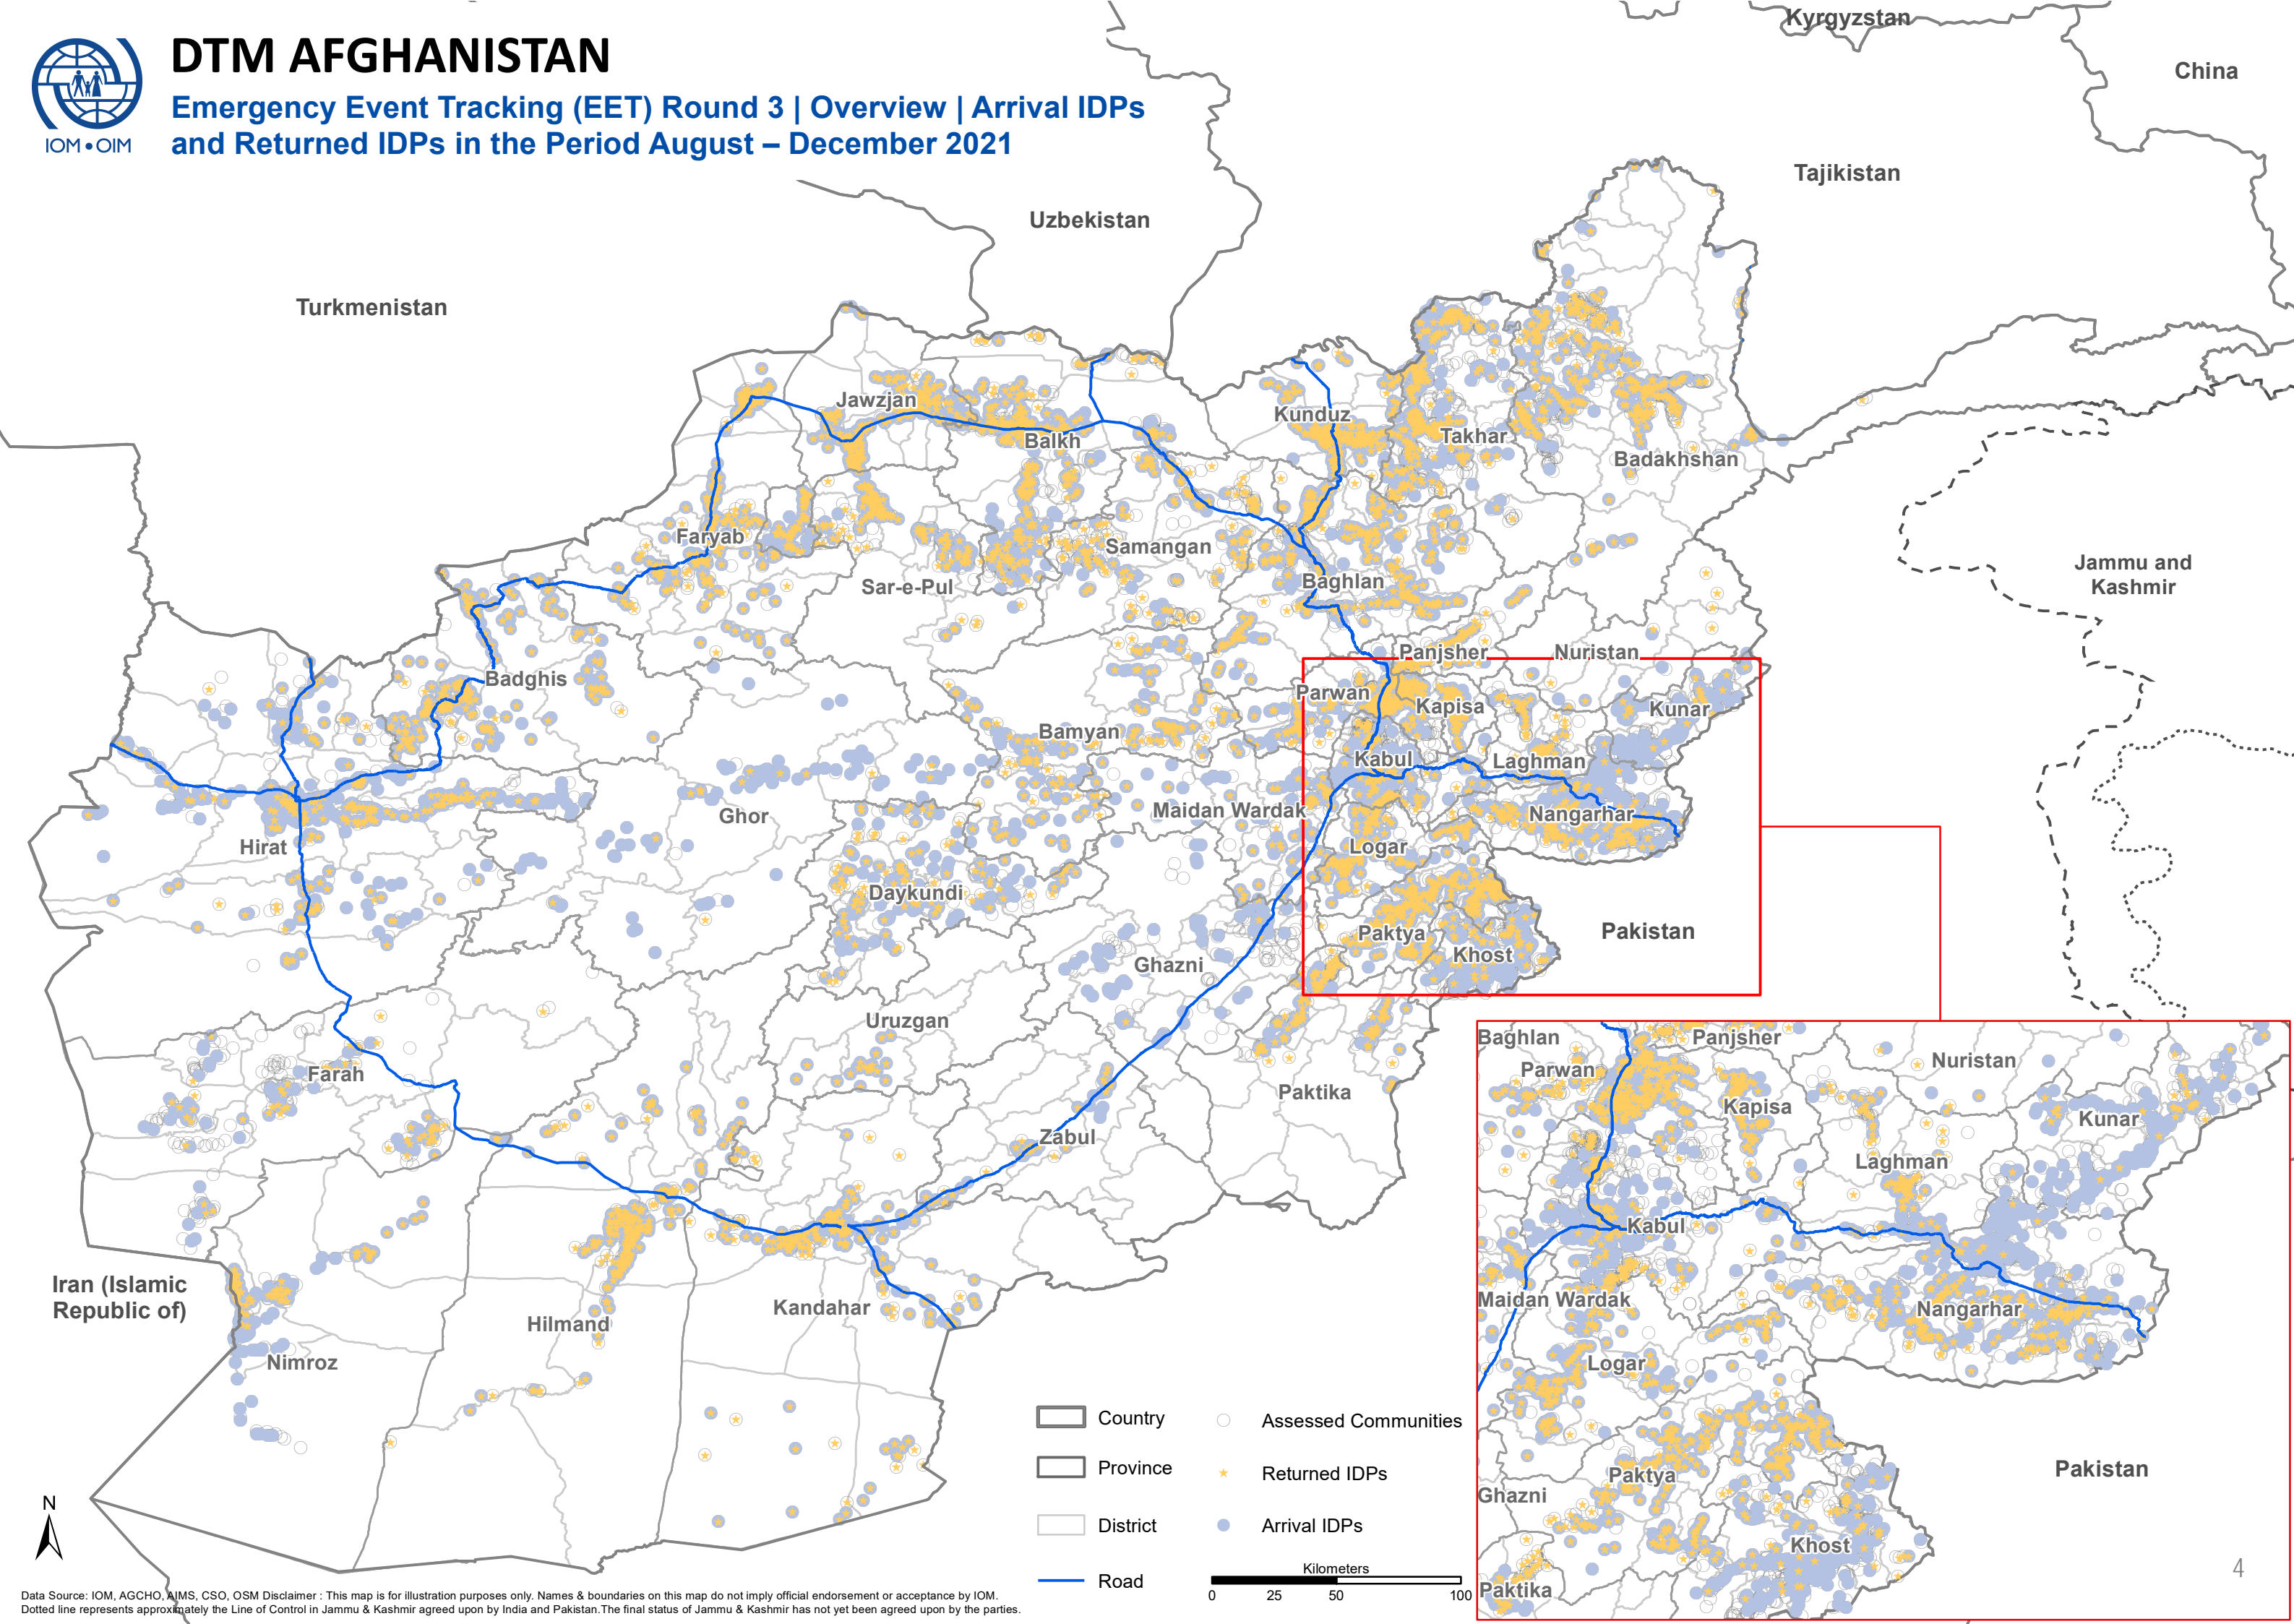 DTM AFGHANISTAN
Emergency Event Tracking (EET) Round 3 | Overview | Arrival IDPs
and Returned IDPs in the Period August – December 2021
IOM • OIM
Kyrgyzstan
China
Tajikistan
Uzbekistan
Turkmenistan
Jawzjan
Balkh
Kunduz
Takhar
Badakhshan
Faryab
Samangan
Sar-e-Pul
Baghlan
Jammu and
Kashmir
Panjsher
Nuristan
Badghis
Parwan
Kapisa
Kunar
Bamyan
Kabul
Laghman
Ghor
Maidan Wardak
Nangarhar
Hirat
Logar
Daykundi
Pakistan
Paktya
Khost
Ghazni
Uruzgan
Farah
Paktika
Zabul
Iran (Islamic
Republic of)
Kandahar
Hilmand
Nimroz
Baghlan
Panjsher
Parwan
Nuristan
Kapisa
Kunar
Laghman
Kabul
Maidan Wardak
Nangarhar
Logar
Pakistan
Paktya
Ghazni
Khost
Paktika
4
Country
Assessed Communities
Province
Returned IDPs
District
Arrival IDPs
Road
Kilometers
0 25 50 100
N
Data Source: IOM, AGCHO, AIMS, CSO, OSM Disclaimer : This map is for illustration purposes only. Names & boundaries on this map do not imply official endorsement or acceptance by IOM.
Dotted line represents approximately the Line of Control in Jammu & Kashmir agreed upon by India and Pakistan.The final status of Jammu & Kashmir has not yet been agreed upon by the parties.